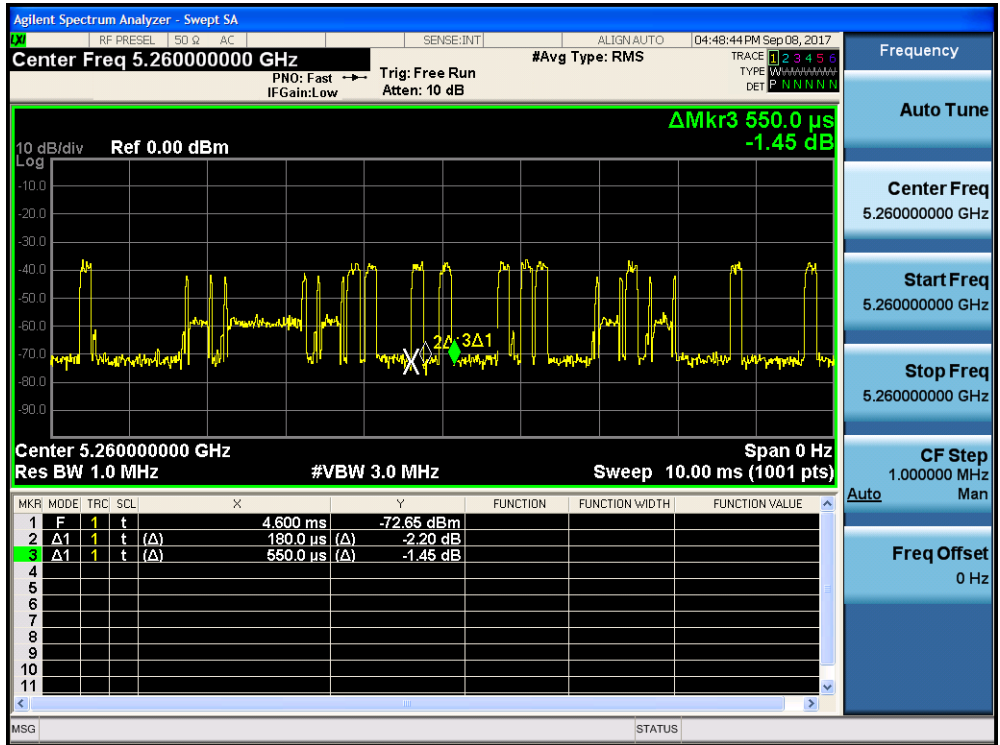 Agilent Spectrum Analyzer - Swept SA
LXI RF PRESEL 50 Ω AC SENSE:INT ALIGN AUTO 04:48:44 PM Sep 08, 2017
Center Freq 5.260000000 GHz
PNO: Fast
IFGain:Low
Trig: Free Run
Atten: 10 dB
#Avg Type: RMS
TRACE 1 2 3 4 5 6
TYPE WWWWWW
DET P N N N N N
ΔMkr3 550.0 µs
-1.45 dB
10 dB/div Ref 0.00 dBm
Log
-10.0
-20.0
-30.0
-40.0
-50.0
-60.0
-70.0
-80.0
-90.0
X 3Δ1
Center 5.260000000 GHz Span 0 Hz
Res BW 1.0 MHz #VBW 3.0 MHz Sweep 10.00 ms (1001 pts)
MKR MODE TRC SCL X Y FUNCTION FUNCTION WIDTH FUNCTION VALUE
1 F 1 t 4.600 ms -72.65 dBm
2 Δ1 1 t (Δ) 180.0 µs (Δ) -2.20 dB
3 Δ1 1 t (Δ) 550.0 µs (Δ) -1.45 dB
4
5
6
7
8
9
10
11
MSG STATUS
Frequency
Auto Tune
Center Freq
5.260000000 GHz
Start Freq
5.260000000 GHz
Stop Freq
5.260000000 GHz
CF Step
1.000000 MHz
Auto Man
Freq Offset
0 Hz